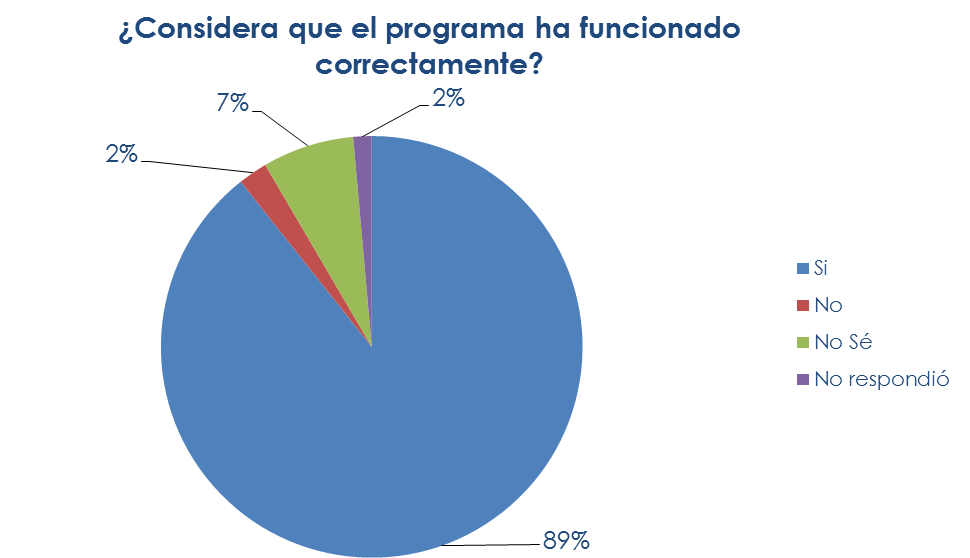 ¿Considera que el programa ha funcionado
correctamente?
2%
7%
2%
89%
Si
No
No Sé
No respondió